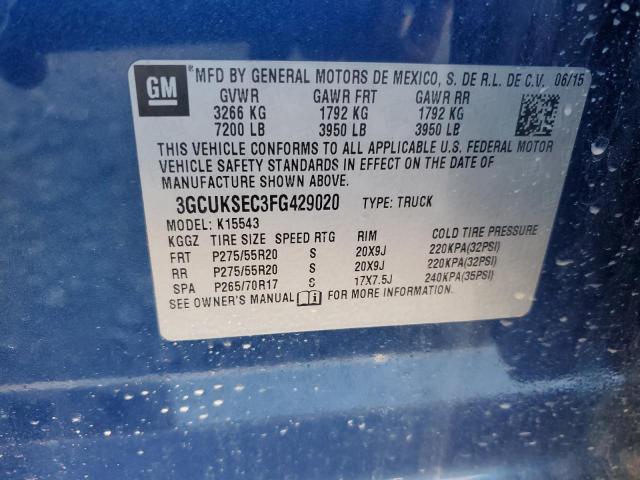 GM
*MFD BY GENERAL MOTORS DE MEXICO, S. DE R.L. DE C.V. 06/15
GVWR GAWR FRT GAWR RR
3266 KG 1792 KG 1792 KG
7200 LB 3950 LB 3950 LB
THIS VEHICLE CONFORMS TO ALL APPLICABLE U.S. FEDERAL MOTOR
VEHICLE SAFETY STANDARDS IN EFFECT ON THE DATE OF
MANUFACTURE SHOWN ABOVE.
3GCUKSEC3FG429020 TYPE: TRUCK
MODEL: K15543
KGGZ TIRE SIZE SPEED RTG RIM COLD TIRE PRESSURE
FRT P275/55R20 S 20X9J 220KPA(32PSI)
RR P275/55R20 S 20X9J 220KPA(32PSI)
SPA P265/70R17 S 17X7.5J 240KPA(35PSI)
SEE OWNER'S MANUAL FOR MORE INFORMATION.